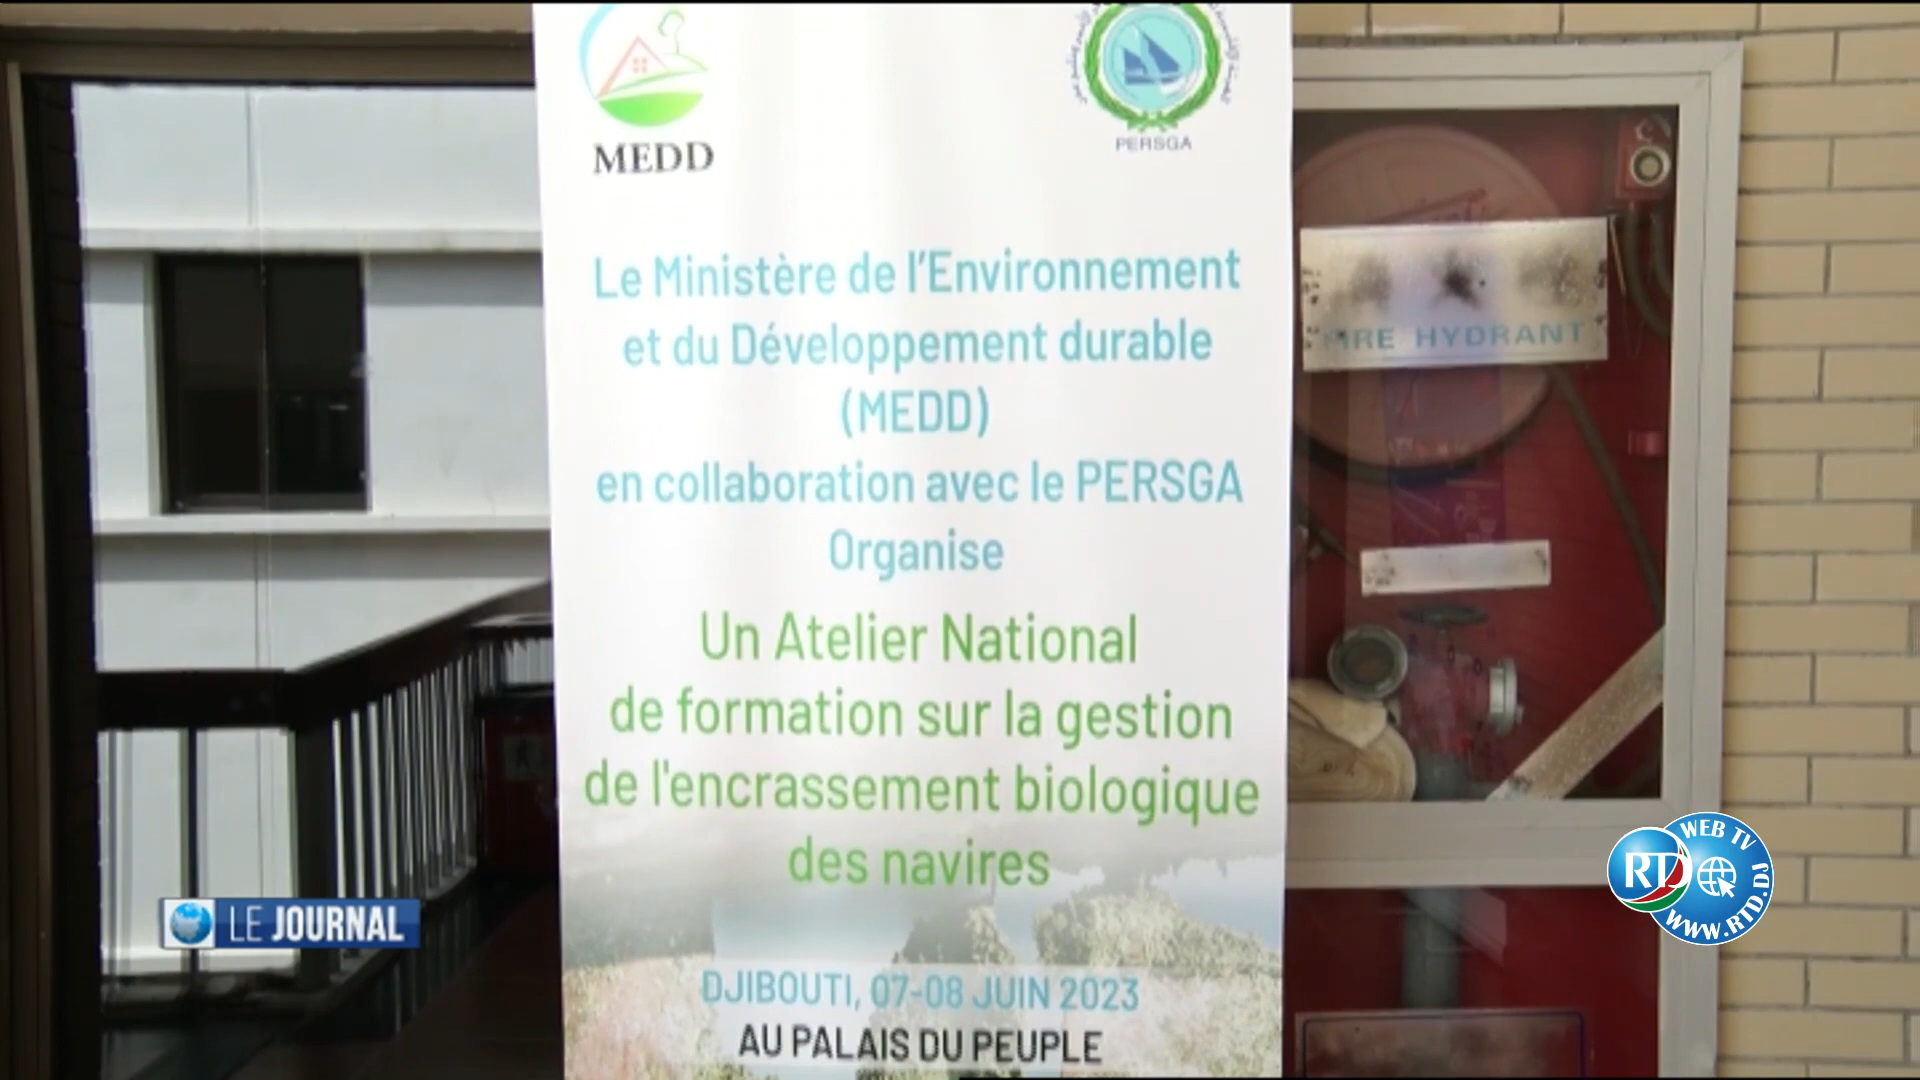 MEDD
PERSGA
Le Ministère de l'Environnement
et du Développement durable
(MEDD)
en collaboration avec le PERSGA
Organise
Un Atelier National
de formation sur la gestion
de l'encrassement biologique
des navires
DJIBOUTI, 07-08 JUIN 2023
AU PALAIS DU PEUPLE
FIRE HYDRANT
LE JOURNAL
WEB TV
RTD
WWW.RTD.DJ